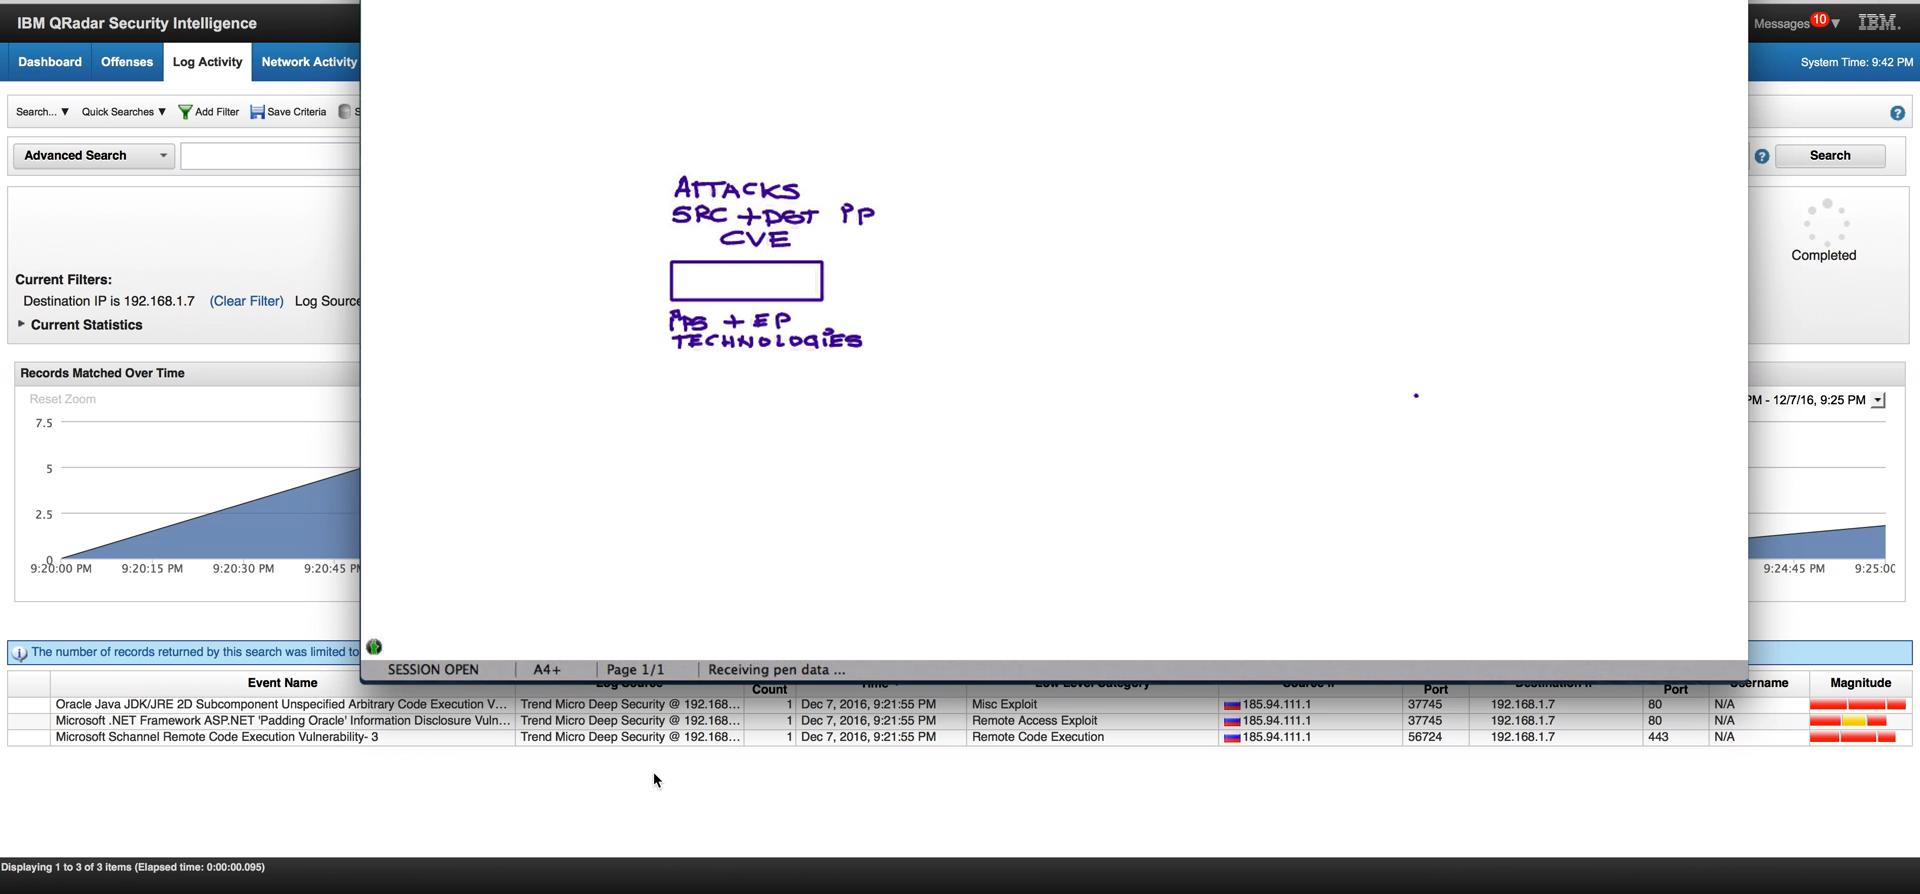 IBM QRadar Security Intelligence
Messages 10 ▼ IBM
Dashboard Offenses Log Activity Network Activity System Time: 9:42 PM
Search... ▼ Quick Searches ▼ Add Filter Save Criteria S
Advanced Search Search
ATTACKS
SRC + DST IP
CVE
IPS + EP
TECHNOLOGIES
Completed
Current Filters:
Destination IP is 192.168.1.7 (Clear Filter) Log Source
Current Statistics
Records Matched Over Time
Reset Zoom
PM - 12/7/16, 9:25 PM
7.5
5
2.5
0
9:20:00 PM 9:20:15 PM 9:20:30 PM 9:20:45 PM 9:24:45 PM 9:25:00
The number of records returned by this search was limited to
SESSION OPEN A4+ Page 1/1 Receiving pen data ...
Event Name Log Source Count Time Low Level Category Port Port Username Magnitude
Oracle Java JDK/JRE 2D Subcomponent Unspecified Arbitrary Code Execution V... Trend Micro Deep Security @ 192.168... 1 Dec 7, 2016, 9:21:55 PM Misc Exploit 185.94.111.1 37745 192.168.1.7 80 N/A
Microsoft .NET Framework ASP.NET 'Padding Oracle' Information Disclosure Vuln... Trend Micro Deep Security @ 192.168... 1 Dec 7, 2016, 9:21:55 PM Remote Access Exploit 185.94.111.1 37745 192.168.1.7 80 N/A
Microsoft Schannel Remote Code Execution Vulnerability- 3 Trend Micro Deep Security @ 192.168... 1 Dec 7, 2016, 9:21:55 PM Remote Code Execution 185.94.111.1 56724 192.168.1.7 443 N/A
Displaying 1 to 3 of 3 items (Elapsed time: 0:00:00.095)